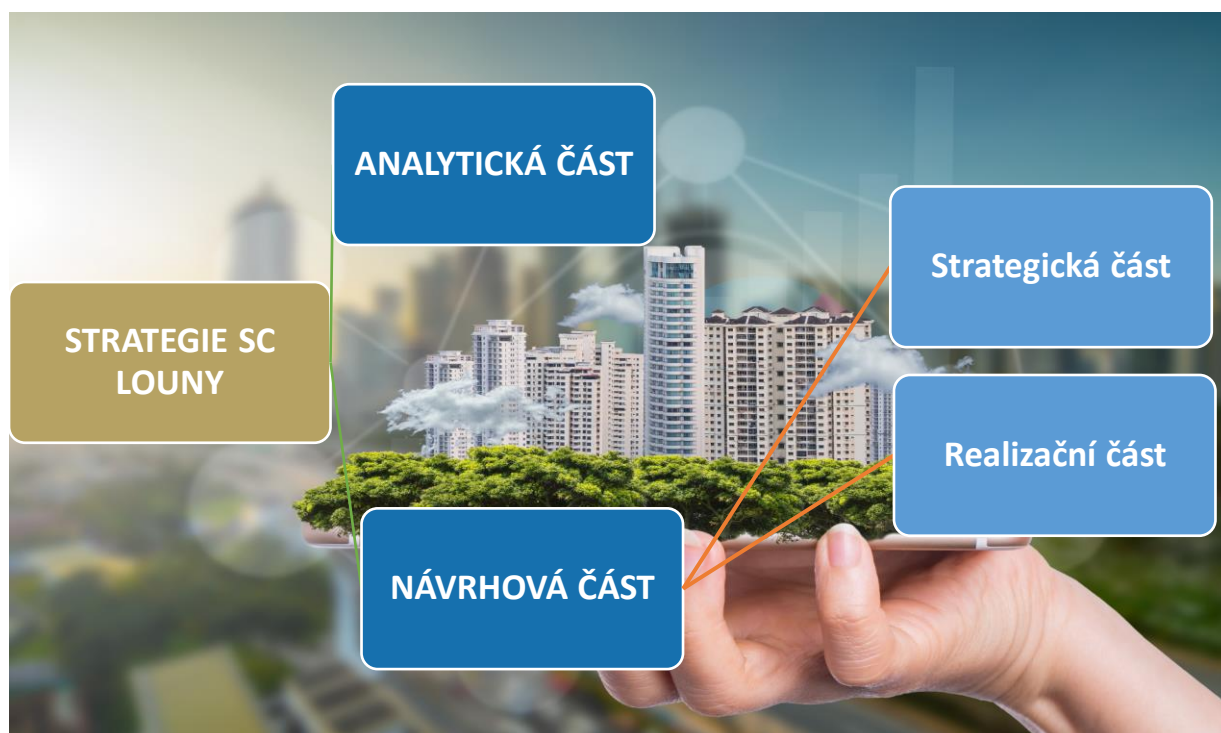 ANALYTICKÁ ČÁST
Strategická část
STRATEGIE SC
LOUNY
Realizační část
NÁVRHOVÁ ČÁST